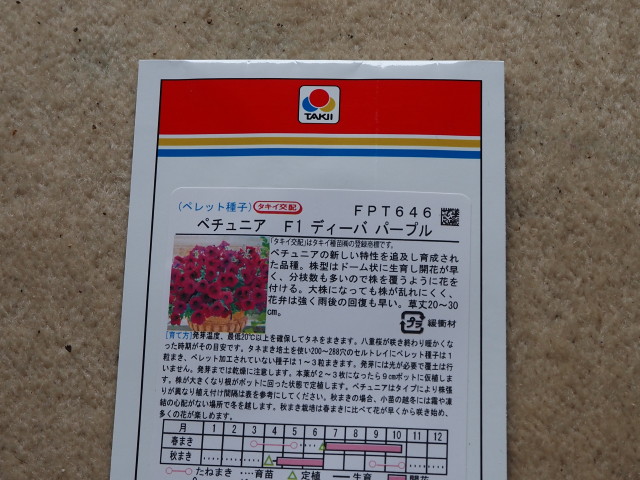 TAKII
(ペレット種子) タキイ交配 FPT646
ペチュニア F1 ディーバ パープル
「タキイ交配」はタキイ種苗㈱の登録商標です。
ペチュニアの新しい特性を追及し育成され
た品種。株型はドーム状に生育し開花が早
く、分枝数も多いので株を覆うように花を
付ける。大株になっても株が乱れにくく、
花弁は強く雨後の回復も早い。草丈20～30
cm。
プラ 緩衝材
[育て方]発芽温度、最低20℃以上を確保してタネをまきます。八重桜が咲き終わり暖かくな
った時期がその目安です。タネまき培土を使い200～288穴のセルトレイにペレット種子は1
粒まき、ペレット加工されていない種子は1～3粒まきます。発芽には光が必要で覆土は行
いません。発芽までは乾燥に注意します。本葉が2～3枚になったら9cmポットに仮植しま
す。株が大きくなり根がポットに回った状態で定植します。ペチュニアはタイプにより株張
りが異なり植え付け間隔は表を参考にしてください。秋まきの場合、小苗の越冬には霜や凍
結の心配がない場所で冬を越します。秋まき栽培は春まきに比べて花が早くから咲き始め、
多くの花が楽しめます。
月 1 2 3 4 5 6 7 8 9 10 11 12
春まき
秋まき
たねまき ‥‥育苗 △定植 ―生育 開花